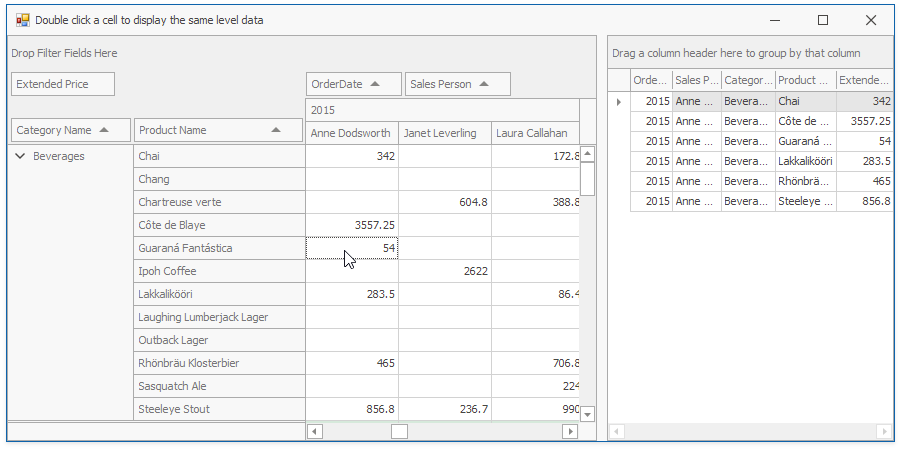 Double click a cell to display the same level data
Drop Filter Fields Here
Extended Price
OrderDate Sales Person
2015
Category Name Product Name Anne Dodsworth Janet Leverling Laura Callahan
Beverages Chai 342 172.8
Chang
Chartreuse verte 604.8 388.8
Côte de Blaye 3557.25
Guaraná Fantástica 54
Ipoh Coffee 2622
Lakkalikööri 283.5 86.4
Laughing Lumberjack Lager
Outback Lager
Rhönbräu Klosterbier 465 706.8
Sasquatch Ale 224
Steeleye Stout 856.8 236.7 990
Drag a column header here to group by that column
Orde... Sales P... Categor... Product ... Extende...
2015 Anne ... Bevera... Chai 342
2015 Anne ... Bevera... Côte de ... 3557.25
2015 Anne ... Bevera... Guaraná ... 54
2015 Anne ... Bevera... Lakkalikööri 283.5
2015 Anne ... Bevera... Rhönbrä... 465
2015 Anne ... Bevera... Steeleye ... 856.8